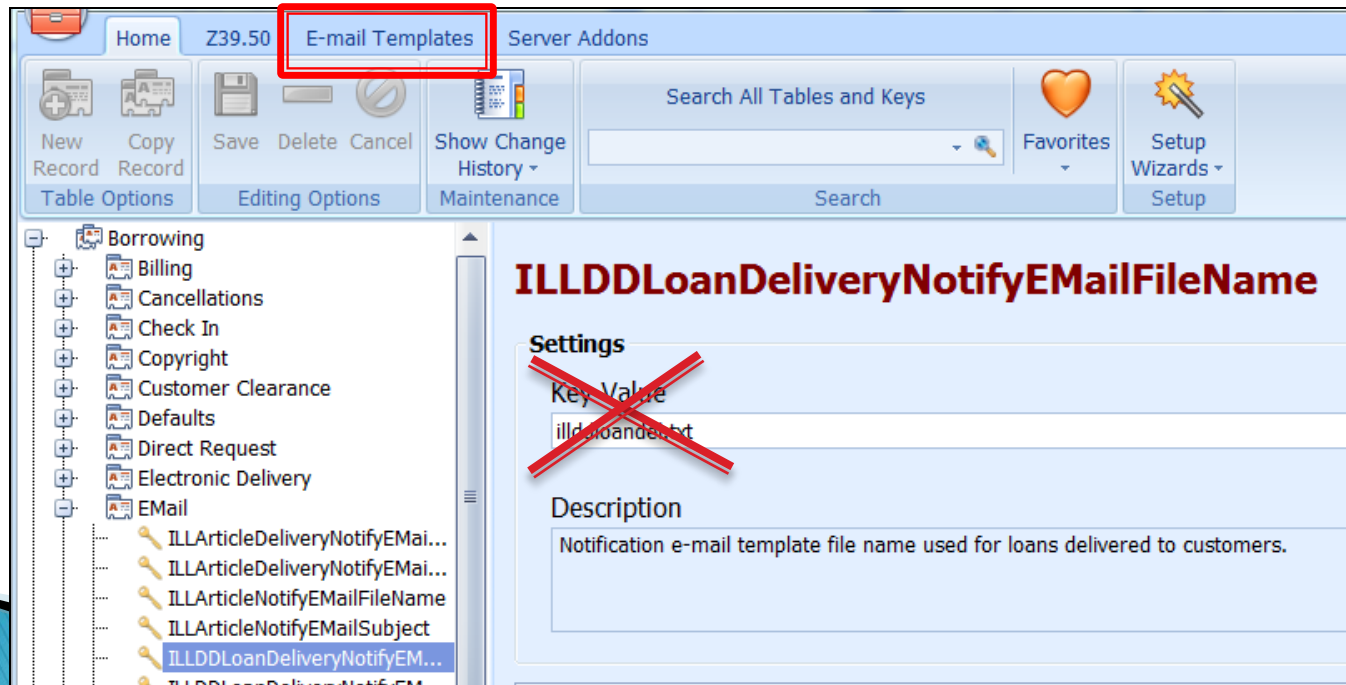 Home Z39.50 E-mail Templates Server Addons
New Record Copy Record Save Delete Cancel Show Change History Search All Tables and Keys Favorites Setup Wizards
Table Options Editing Options Maintenance Search Setup
Borrowing
Billing
Cancellations
Check In
Copyright
Customer Clearance
Defaults
Direct Request
Electronic Delivery
EMail
ILLArticleDeliveryNotifyEMai...
ILLArticleDeliveryNotifyEMai...
ILLArticleNotifyEMailFileName
ILLArticleNotifyEMailSubject
ILLDDLoanDeliveryNotifyEM...
ILLDDLoanDeliveryNotifyEM...
ILLDDLoanDeliveryNotifyEMailFileName
Settings
Key Value
Description
Notification e-mail template file name used for loans delivered to customers.